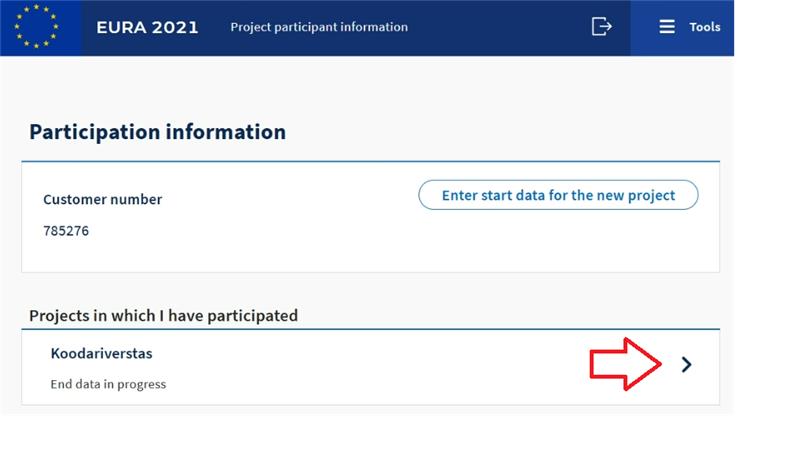 EURA 2021
Project participant information
Tools
Participation information
Customer number
Enter start data for the new project
785276
Projects in which I have participated
Koodariverstas
End data in progress